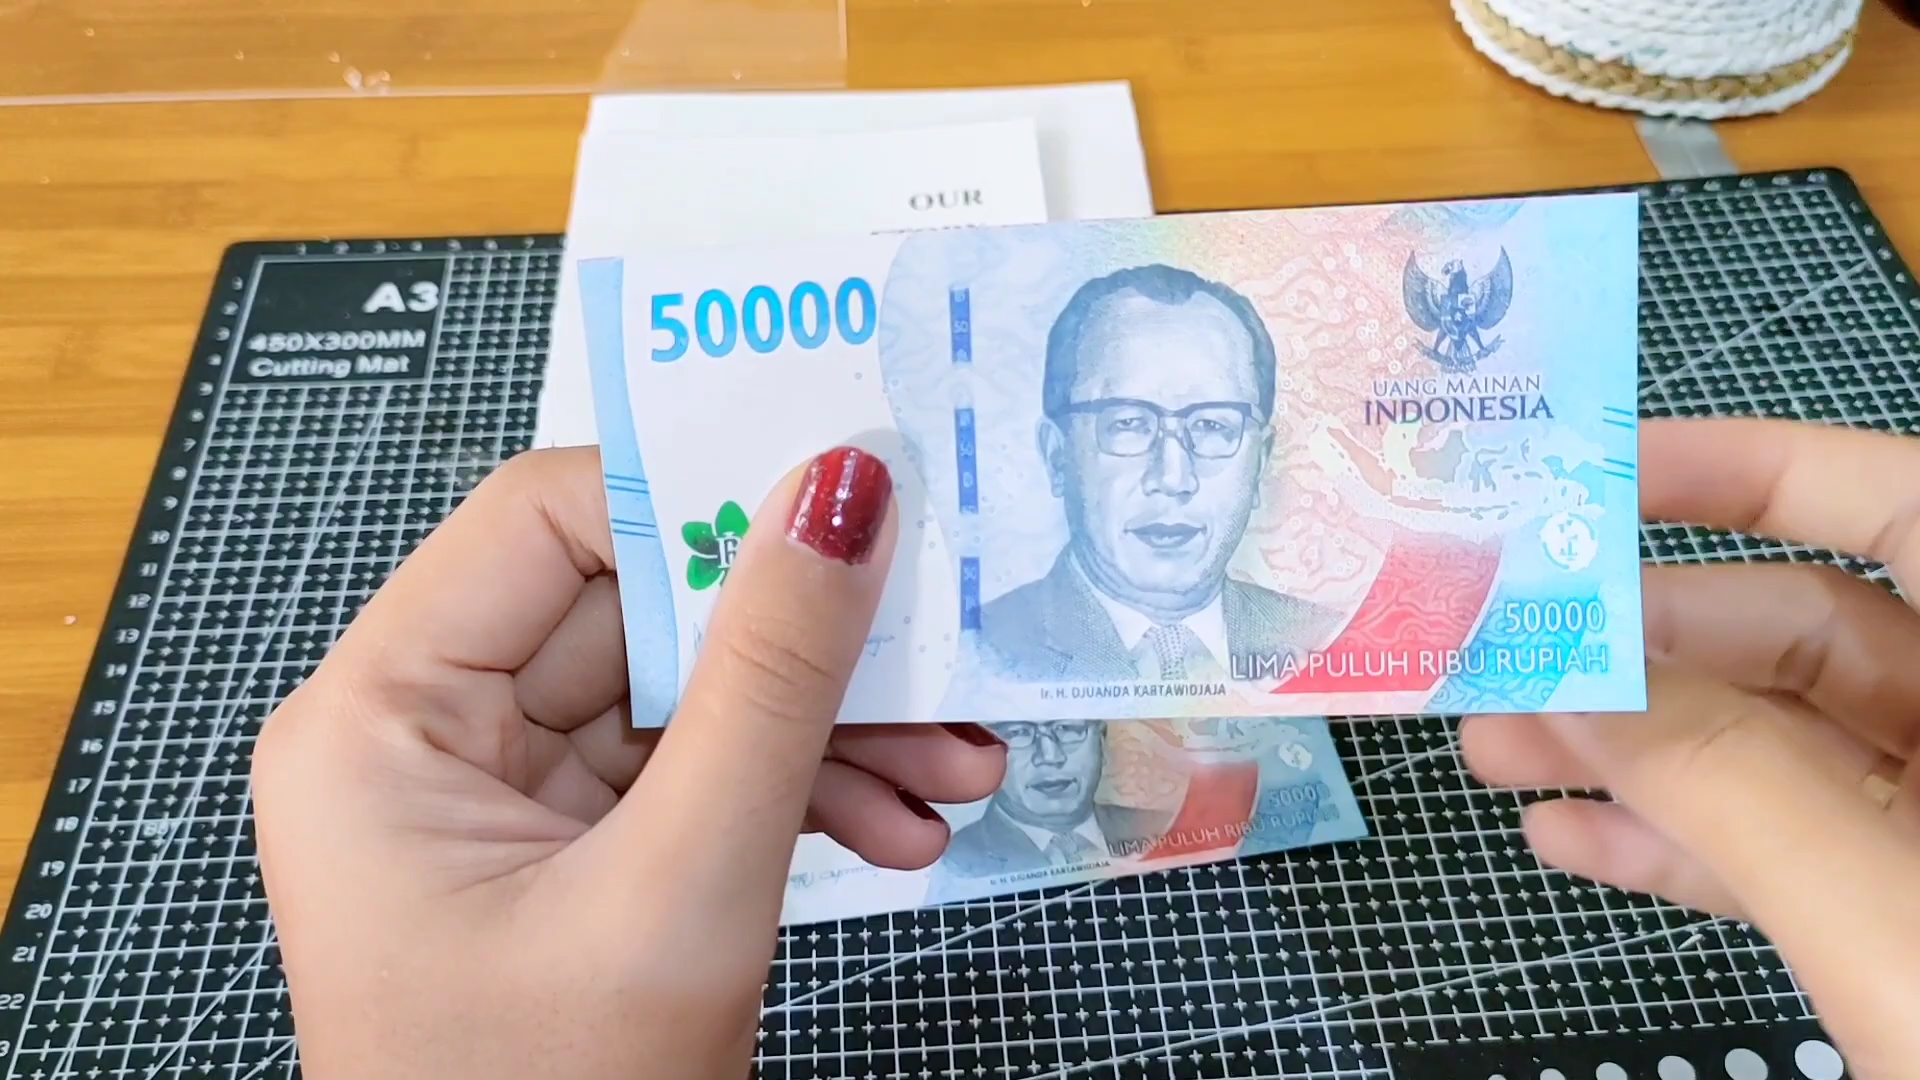 OUR
A3
450X300MM
Cutting Mat
50000
UANG MAINAN
INDONESIA
50000
LIMA PULUH RIBU RUPIAH
Ir. H. DJUANDA KARTAWIDJAJA
50000
LIMA PULUH RIBU RUPIAH
Ir. H. DJUANDA KARTAWIDJAJA